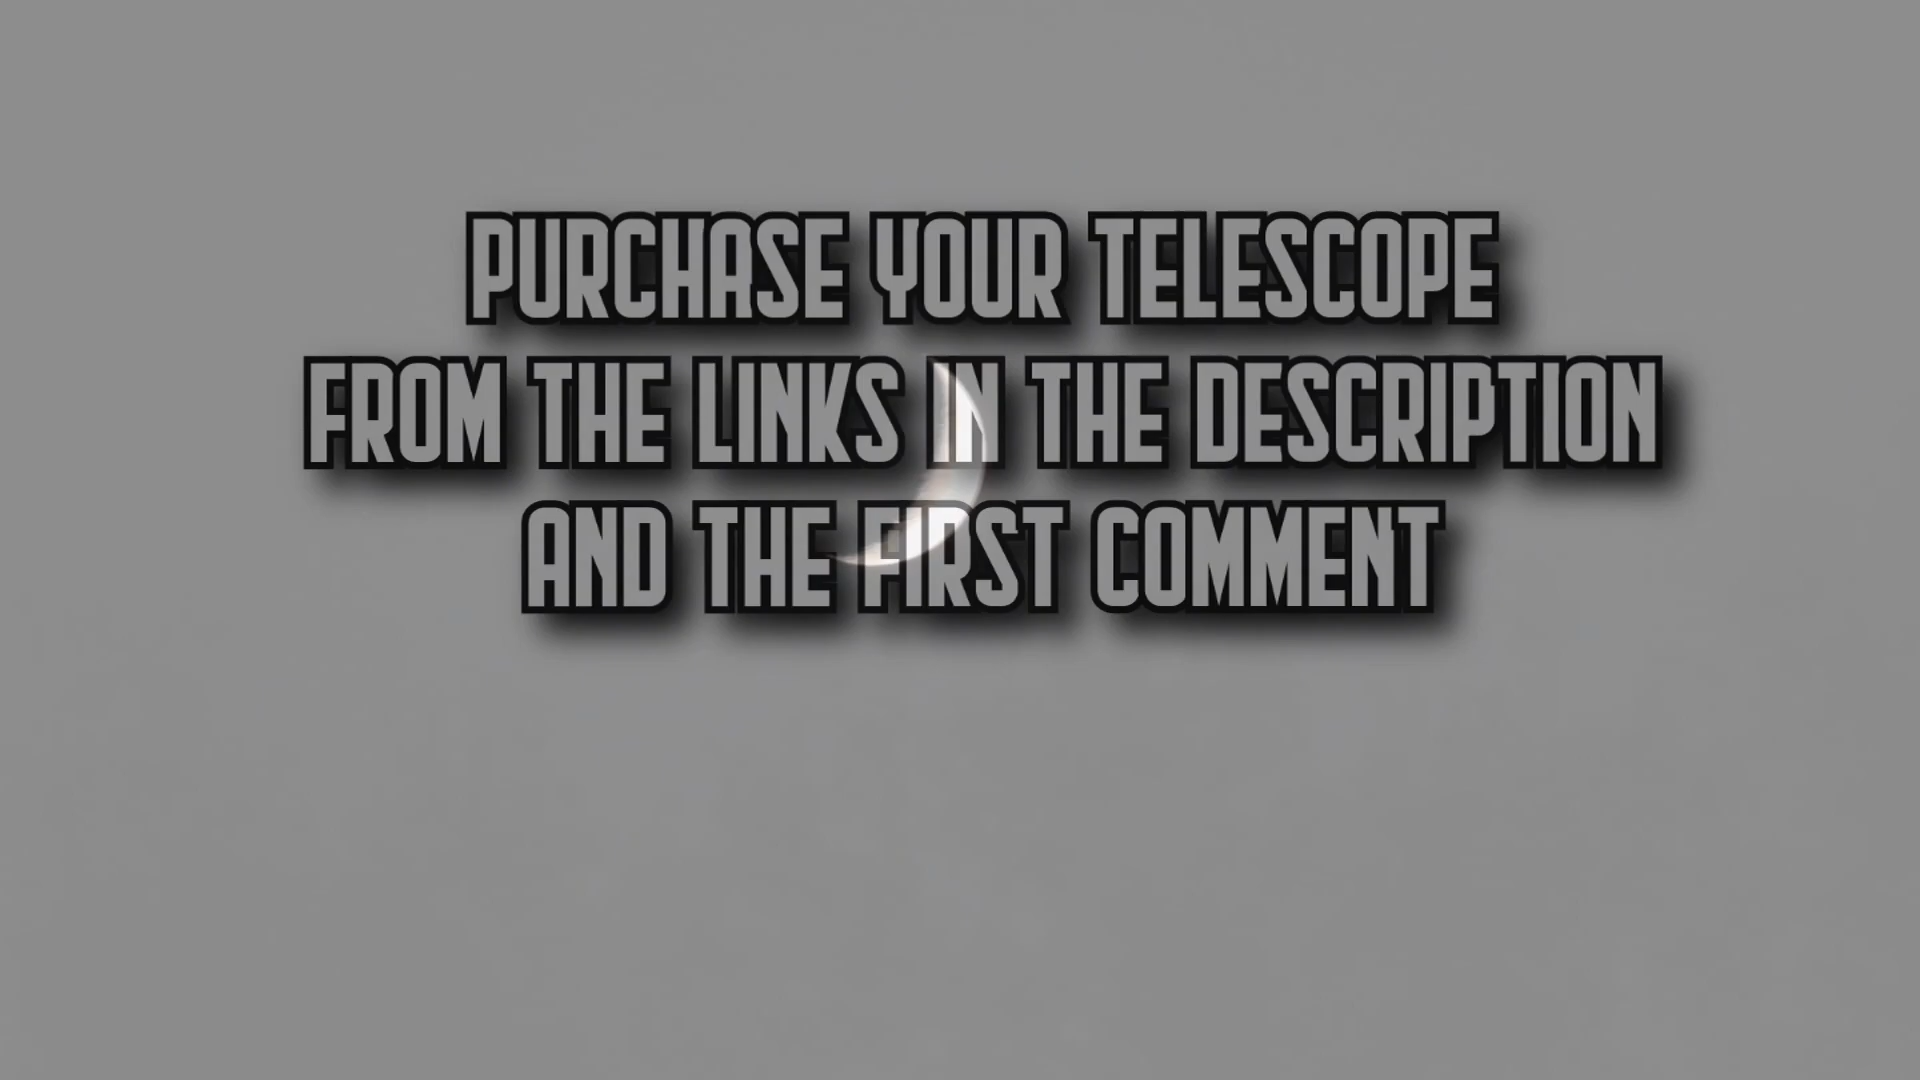 PURCHASE YOUR TELESCOPE
FROM THE LINKS IN THE DESCRIPTION
AND THE FIRST COMMENT